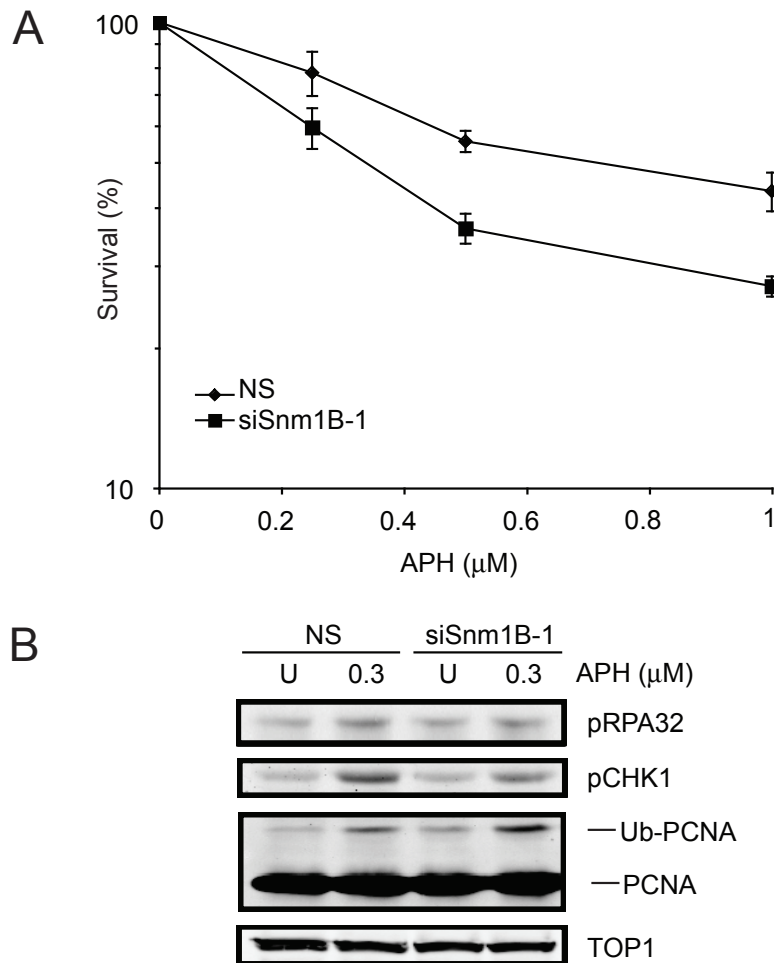 A
100
Survival (%)
NS
siSnm1B-1
10
0 0.2 0.4 0.6 0.8 1
APH (μM)
B
NS siSnm1B-1
U 0.3 U 0.3 APH (μM)
pRPA32
pCHK1
Ub-PCNA
PCNA
TOP1